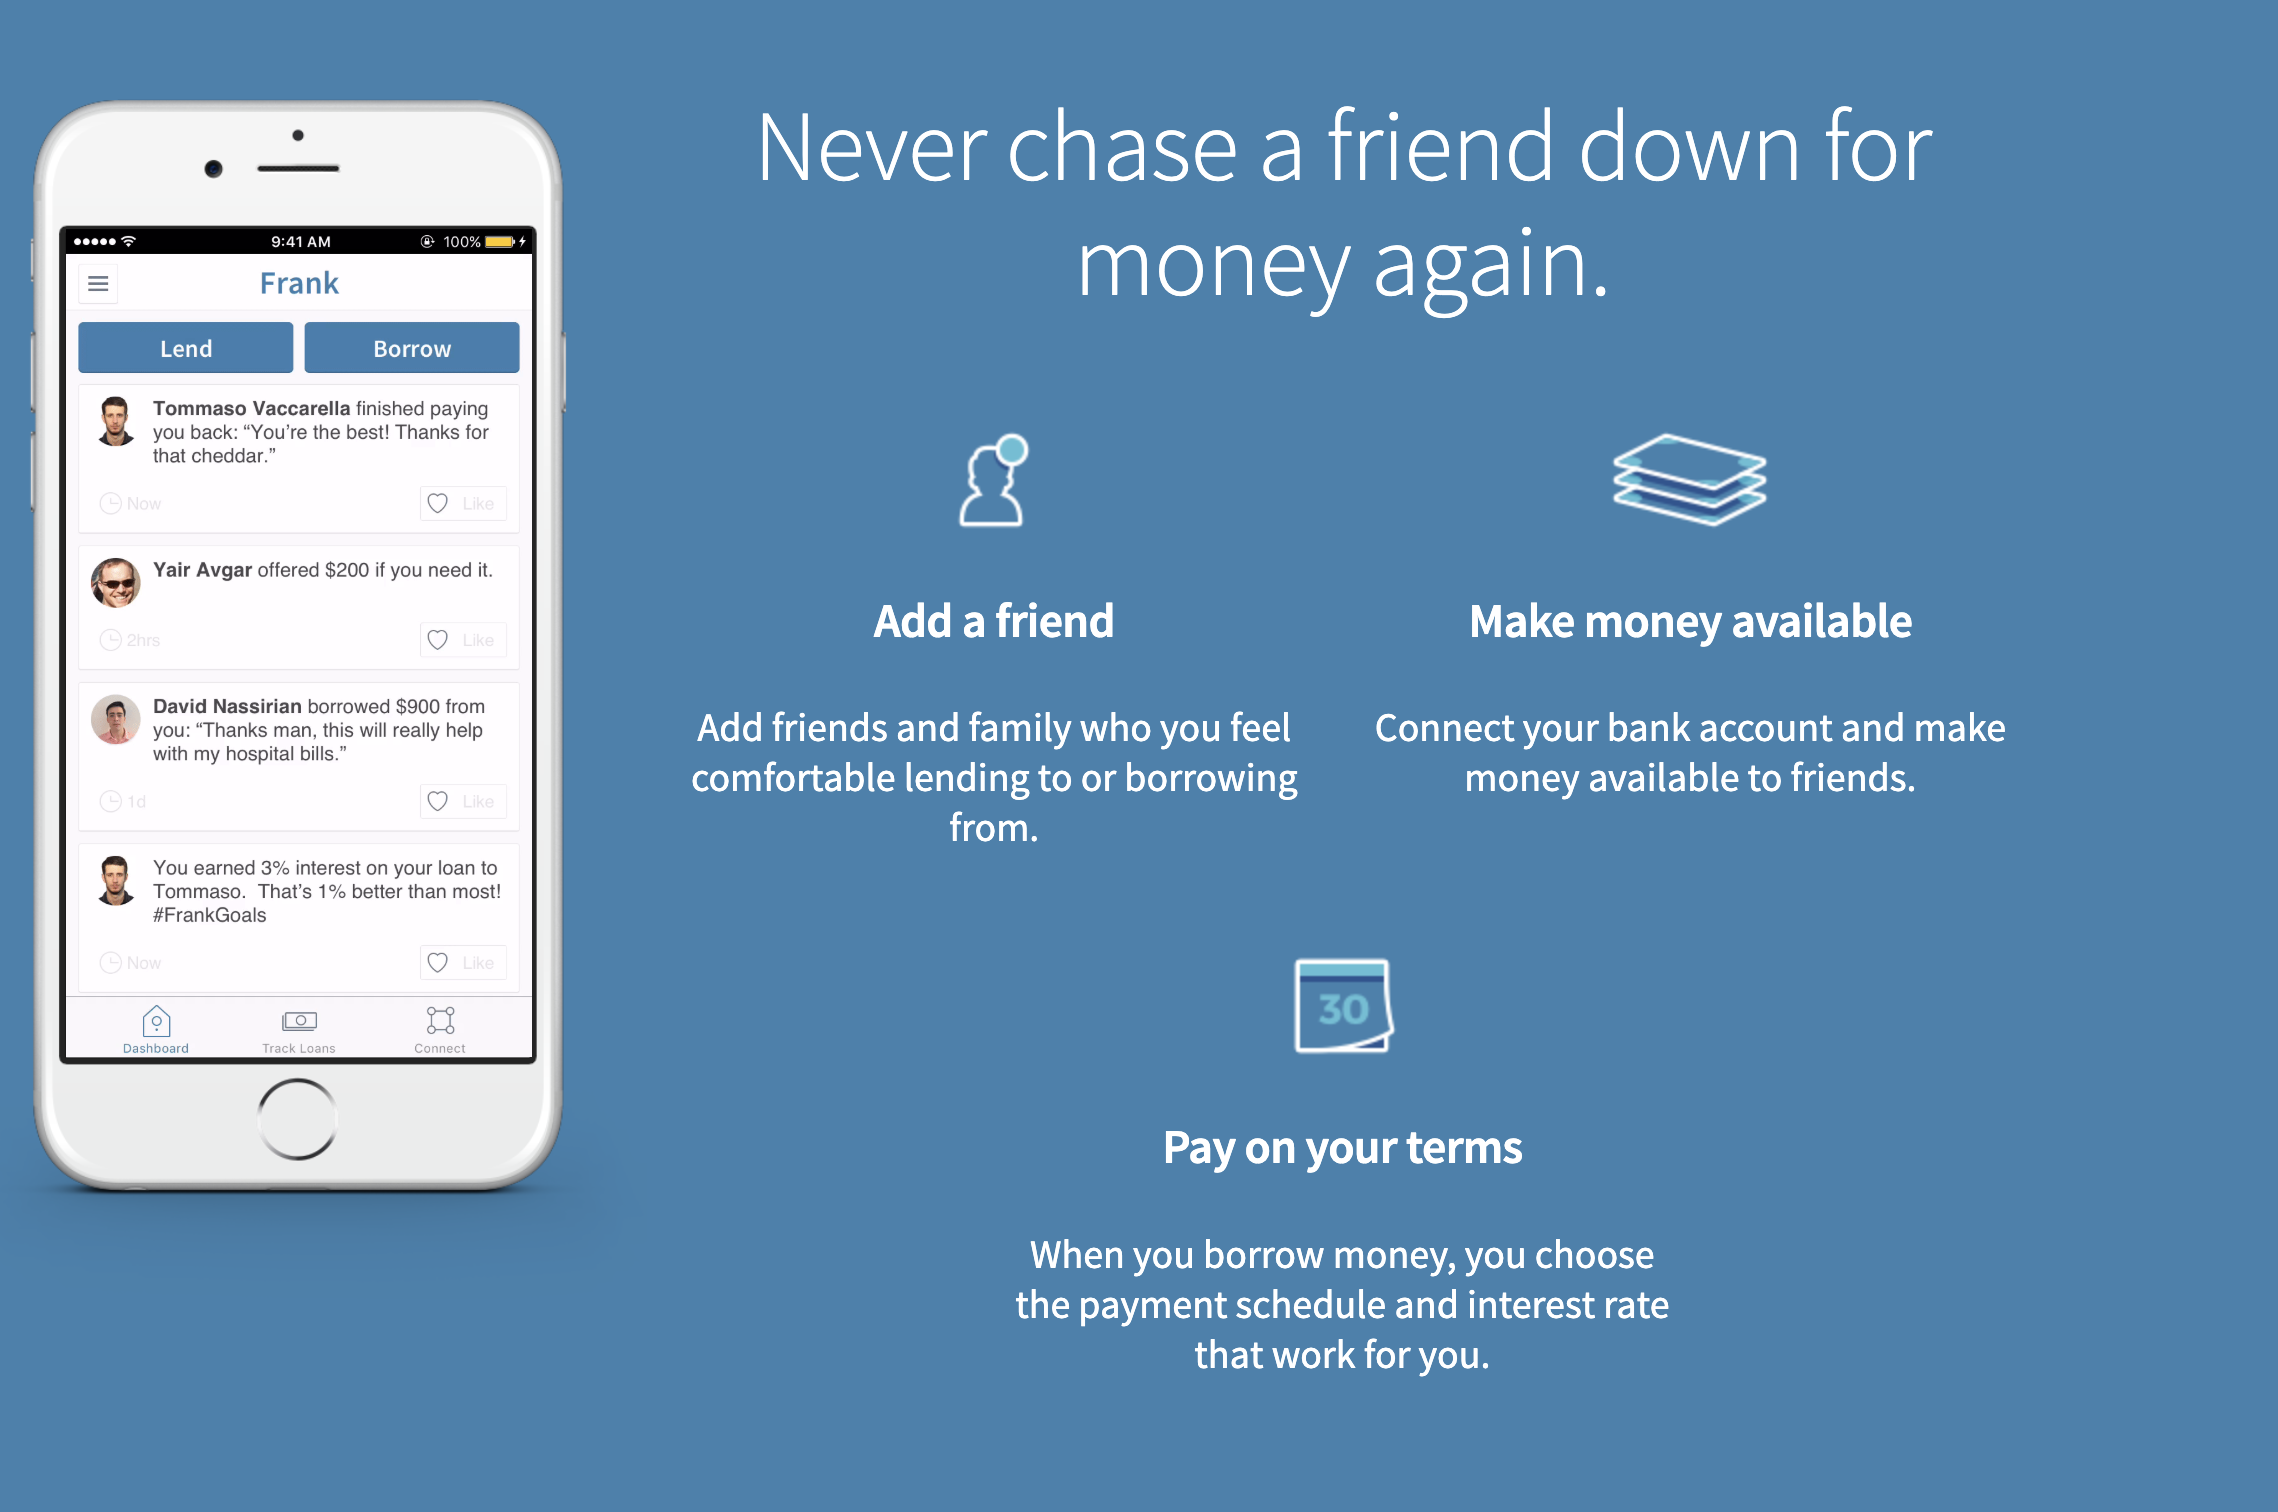 9:41 AM
100%
Frank
Lend
Borrow
Tommaso Vaccarella finished paying
you back: “You’re the best! Thanks for
that cheddar.”
Now
Like
Yair Avgar offered $200 if you need it.
2hrs
Like
David Nassirian borrowed $900 from
you: “Thanks man, this will really help
with my hospital bills.”
1d
Like
You earned 3% interest on your loan to
Tommaso.  That’s 1% better than most!
#FrankGoals
Now
Like
Dashboard
Track Loans
Connect
Never chase a friend down for
money again.
Add a friend
Add friends and family who you feel
comfortable lending to or borrowing
from.
Make money available
Connect your bank account and make
money available to friends.
30
Pay on your terms
When you borrow money, you choose
the payment schedule and interest rate
that work for you.